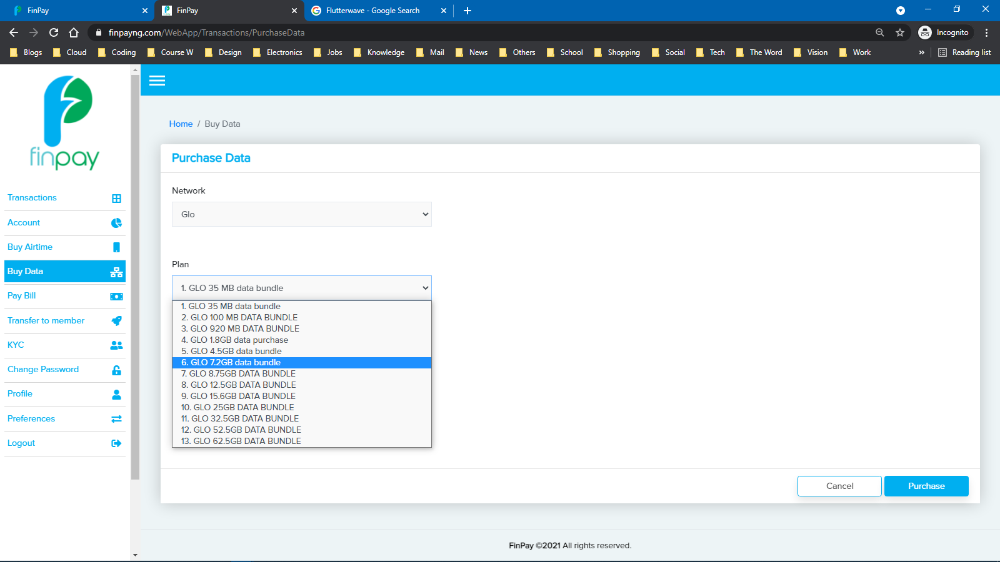 FinPay
FinPay
Flutterwave - Google Search
finpayng.com/WebApp/Transactions/PurchaseData
Incognito
Blogs
Cloud
Coding
Course W
Design
Electronics
Jobs
Knowledge
Mail
News
Others
School
Shopping
Social
Tech
The Word
Vision
Work
»
Reading list
finpay
Transactions
Account
Buy Airtime
Buy Data
Pay Bill
Transfer to member
KYC
Change Password
Profile
Preferences
Logout
Home / Buy Data
Purchase Data
Network
Glo
Plan
1. GLO 35 MB data bundle
1. GLO 35 MB data bundle
2. GLO 100 MB DATA BUNDLE
3. GLO 920 MB DATA BUNDLE
4. GLO 1.8GB data purchase
5. GLO 4.5GB data bundle
6. GLO 7.2GB data bundle
7. GLO 8.75GB DATA BUNDLE
8. GLO 12.5GB DATA BUNDLE
9. GLO 15.6GB DATA BUNDLE
10. GLO 25GB DATA BUNDLE
11. GLO 32.5GB DATA BUNDLE
12. GLO 52.5GB DATA BUNDLE
13. GLO 62.5GB DATA BUNDLE
Cancel
Purchase
FinPay ©2021 All rights reserved.